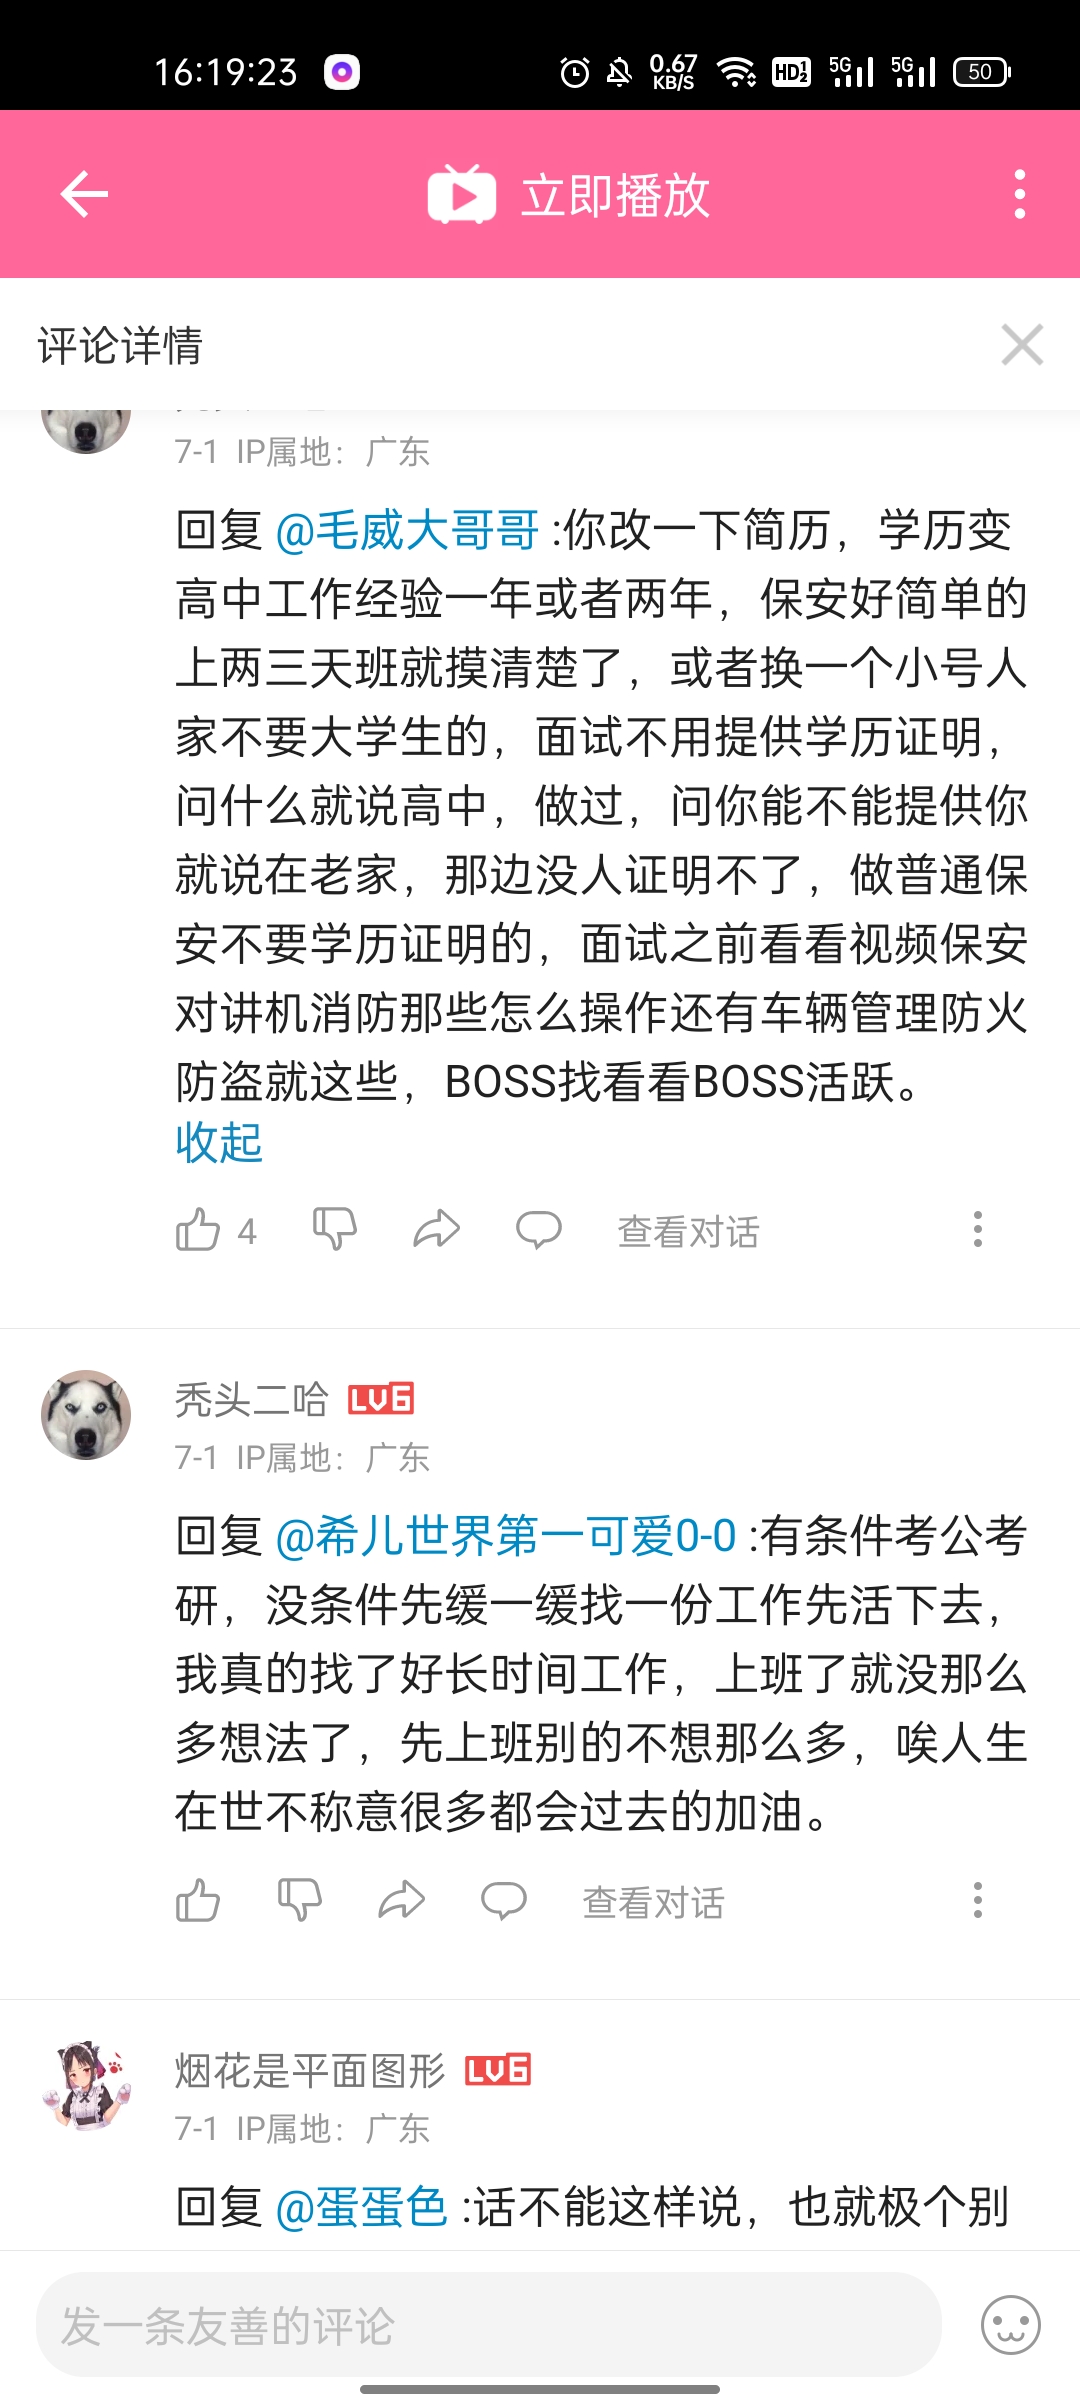 16:19:23
0.67 KB/S HD 1 2 5G 5G 50
立即播放
评论详情
7-1 IP属地：广东
回复 @毛威大哥哥 :你改一下简历，学历变
高中工作经验一年或者两年，保安好简单的
上两三天班就摸清楚了，或者换一个小号人
家不要大学生的，面试不用提供学历证明，
问什么就说高中，做过，问你能不能提供你
就说在老家，那边没人证明不了，做普通保
安不要学历证明的，面试之前看看视频保安
对讲机消防那些怎么操作还有车辆管理防火
防盗就这些，BOSS找看看BOSS活跃。
收起
4 查看对话
秃头二哈 LV6
7-1 IP属地：广东
回复 @希儿世界第一可爱0-0 :有条件考公考
研，没条件先缓一缓找一份工作先活下去，
我真的找了好长时间工作，上班了就没那么
多想法了，先上班别的不想那么多，唉人生
在世不称意很多都会过去的加油。
查看对话
烟花是平面图形 LV6
7-1 IP属地：广东
回复 @蛋蛋色 :话不能这样说，也就极个别
发一条友善的评论